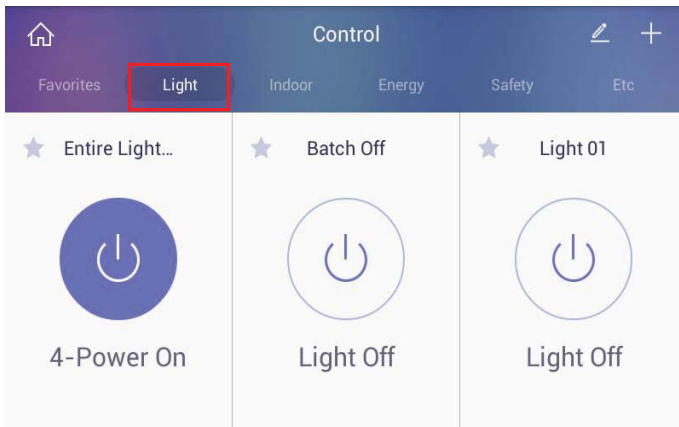 Control
Favorites Light Indoor Energy Safety Etc
Entire Light... Batch Off Light 01
4-Power On Light Off Light Off